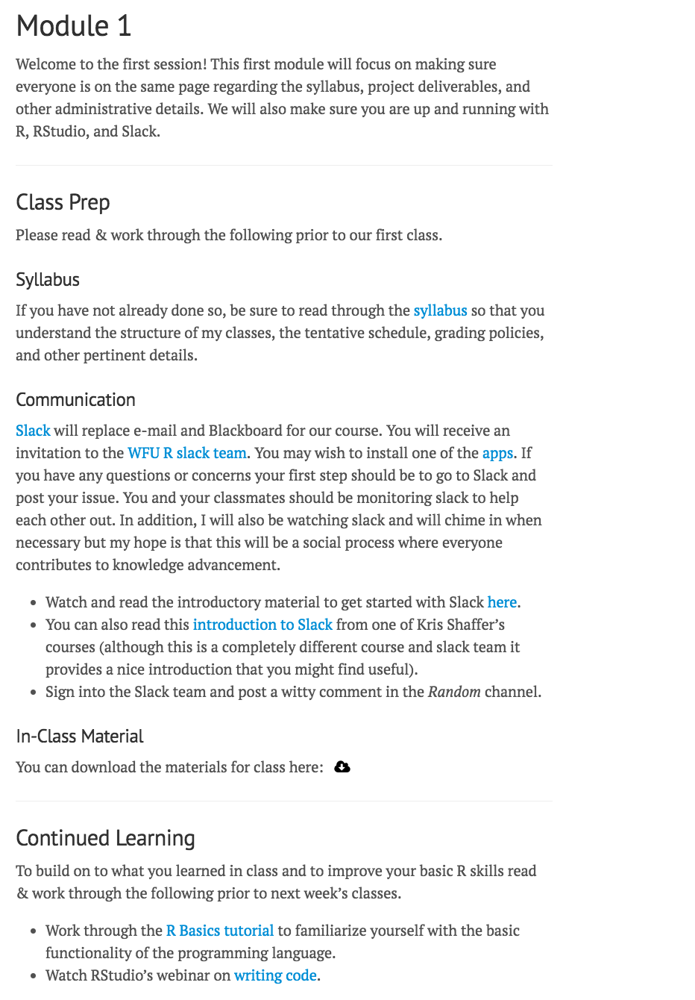 Module 1
Welcome to the first session! This first module will focus on making sure
everyone is on the same page regarding the syllabus, project deliverables, and
other administrative details. We will also make sure you are up and running with
R, RStudio, and Slack.
Class Prep
Please read & work through the following prior to our first class.
Syllabus
If you have not already done so, be sure to read through the syllabus so that you
understand the structure of my classes, the tentative schedule, grading policies,
and other pertinent details.
Communication
Slack will replace e-mail and Blackboard for our course. You will receive an
invitation to the WFU R slack team. You may wish to install one of the apps. If
you have any questions or concerns your first step should be to go to Slack and
post your issue. You and your classmates should be monitoring slack to help
each other out. In addition, I will also be watching slack and will chime in when
necessary but my hope is that this will be a social process where everyone
contributes to knowledge advancement.
• Watch and read the introductory material to get started with Slack here.
• You can also read this introduction to Slack from one of Kris Shaffer’s
courses (although this is a completely different course and slack team it
provides a nice introduction that you might find useful).
• Sign into the Slack team and post a witty comment in the Random channel.
In-Class Material
You can download the materials for class here:
Continued Learning
To build on to what you learned in class and to improve your basic R skills read
& work through the following prior to next week’s classes.
• Work through the R Basics tutorial to familiarize yourself with the basic
functionality of the programming language.
• Watch RStudio’s webinar on writing code.